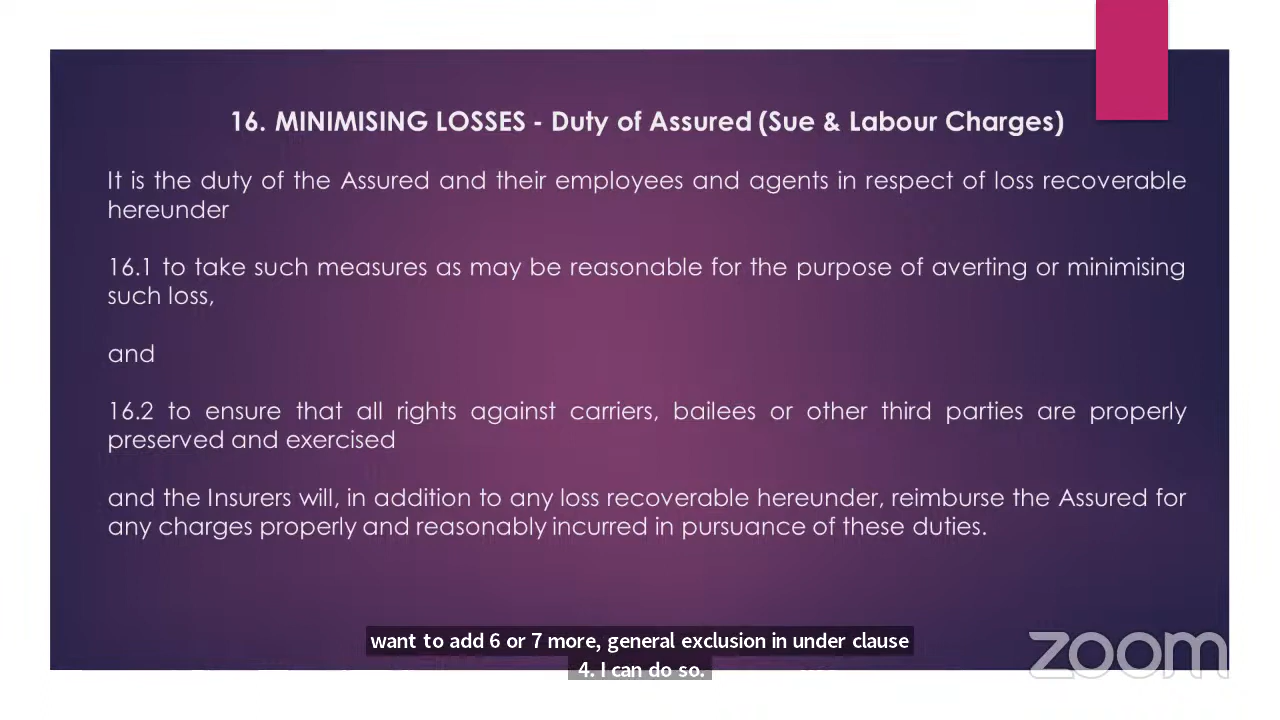 16. MINIMISING LOSSES - Duty of Assured (Sue & Labour Charges)
It is the duty of the Assured and their employees and agents in respect of loss recoverable
hereunder
16.1 to take such measures as may be reasonable for the purpose of averting or minimising
such loss,
and
16.2 to ensure that all rights against carriers, bailees or other third parties are properly
preserved and exercised
and the Insurers will, in addition to any loss recoverable hereunder, reimburse the Assured for
any charges properly and reasonably incurred in pursuance of these duties.
want to add 6 or 7 more, general exclusion in under clause
4. I can do so.
zoom